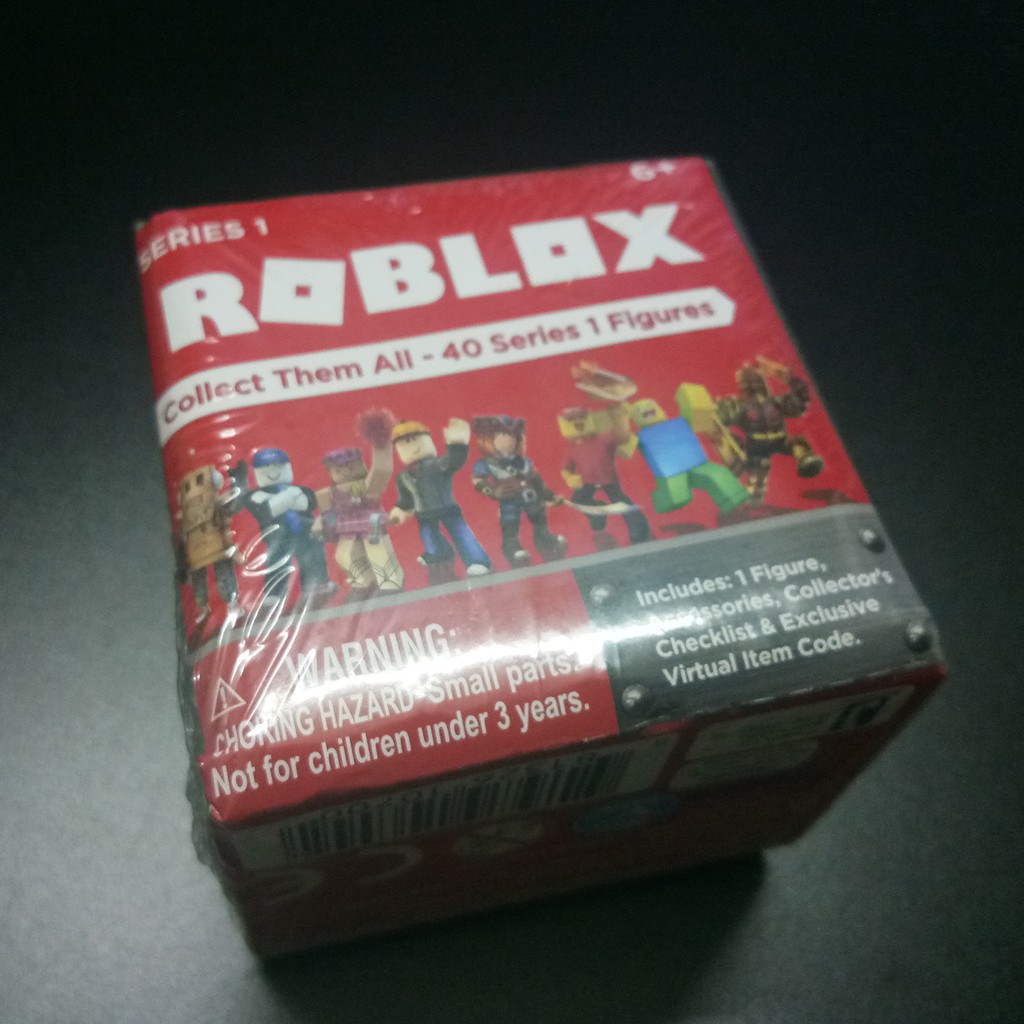 6+
SERIES 1
ROBLOX
Collect Them All - 40 Series 1 Figures
Includes: 1 Figure,
Accessories, Collector's
Checklist & Exclusive
Virtual Item Code.
WARNING:
CHOKING HAZARD-Small parts.
Not for children under 3 years.